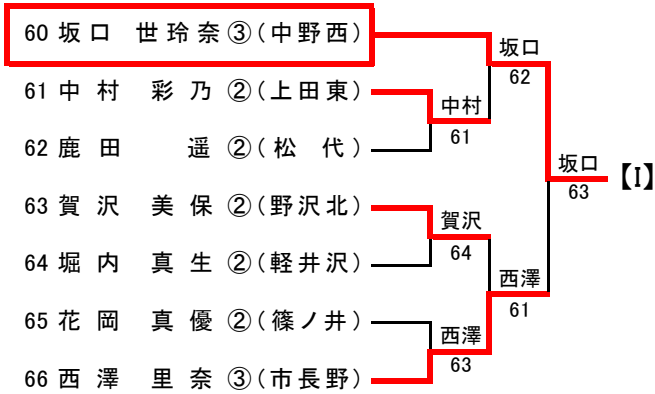 60 坂口 世玲奈 ③(中野西)
61 中村 彩乃 ②(上田東)
62 鹿田 遥 ②(松代)
63 賀沢 美保 ②(野沢北)
64 堀内 真生 ②(軽井沢)
65 花岡 真優 ②(篠ノ井)
66 西澤 里奈 ③(市長野)
中村
61
賀沢
64
西澤
63
坂口
62
西澤
61
坂口
63
【I】